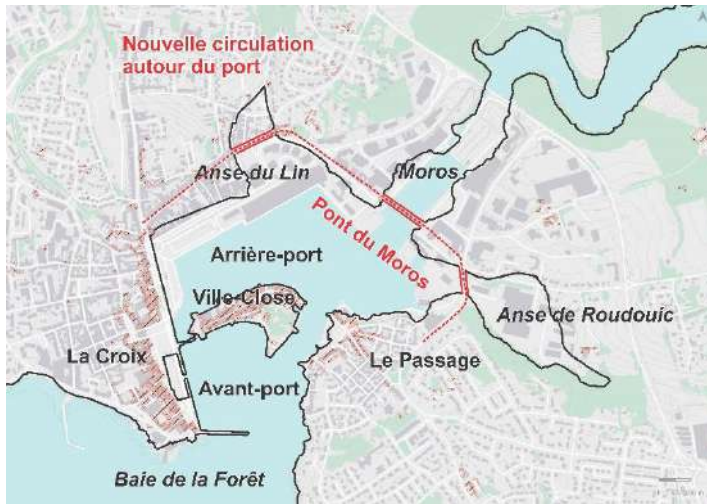 Nouvelle circulation
autour du port
Anse du Lin
Moros
Pont du Moros
Arrière-port
Ville-Close
Anse de Roudouic
La Croix
Le Passage
Avant-port
Baie de la Forêt